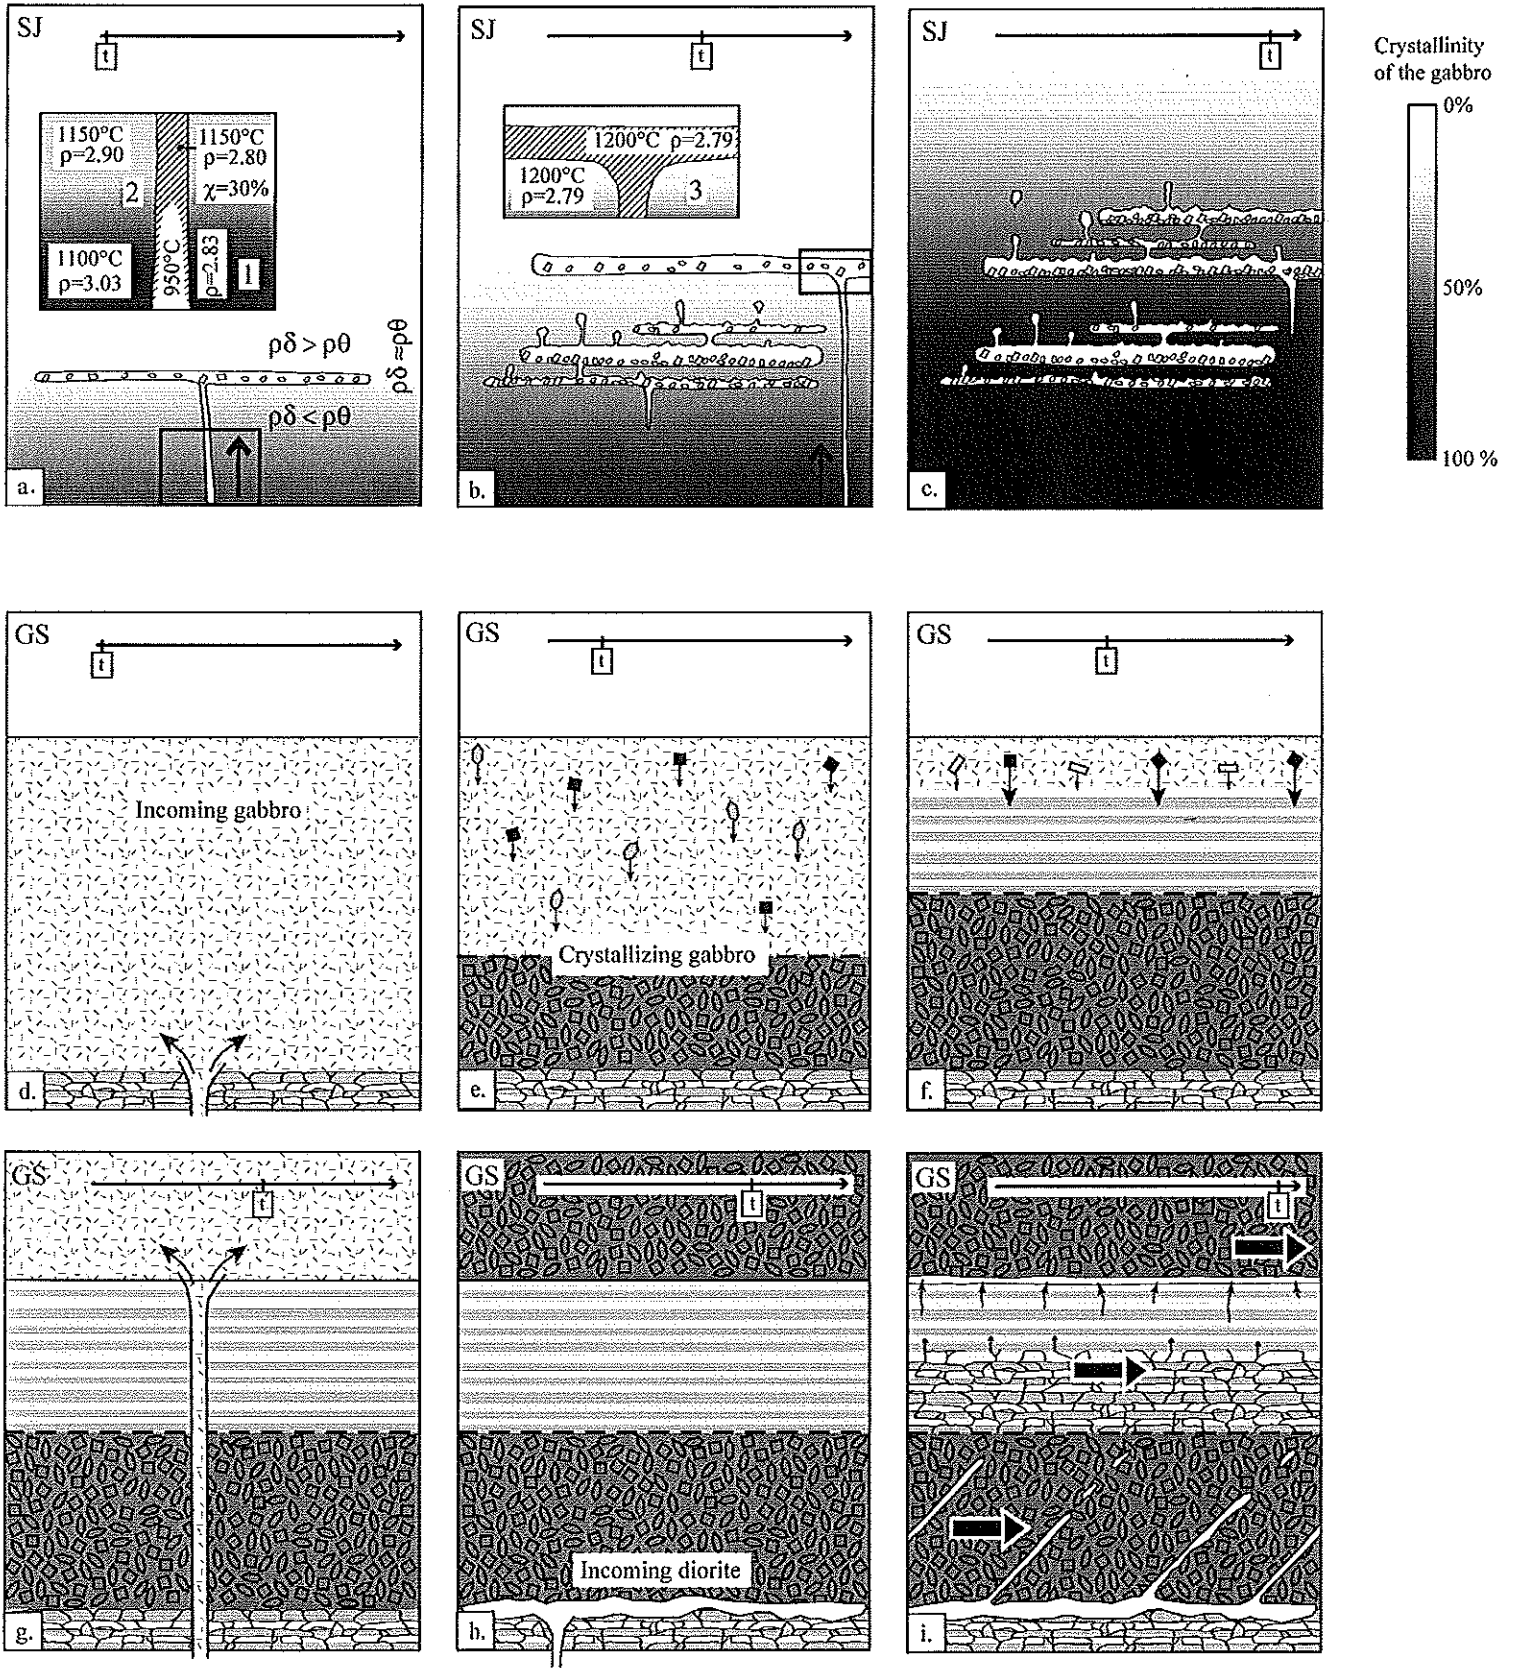 SJ
t
1150°C
ρ=2.90
1150°C
ρ=2.80
χ=30%
2
1100°C
ρ=3.03
950°C
ρ=2.83
1
ρδ > ρθ
ρδ ≈ ρθ
ρδ < ρθ
a.
SJ
t
1200°C ρ=2.79
1200°C
ρ=2.79
3
b.
SJ
t
c.
Crystallinity
of the gabbro
0%
50%
100 %
GS
t
Incoming gabbro
d.
GS
t
Crystallizing gabbro
e.
GS
t
f.
GS
t
g.
GS
t
Incoming diorite
h.
GS
t
i.